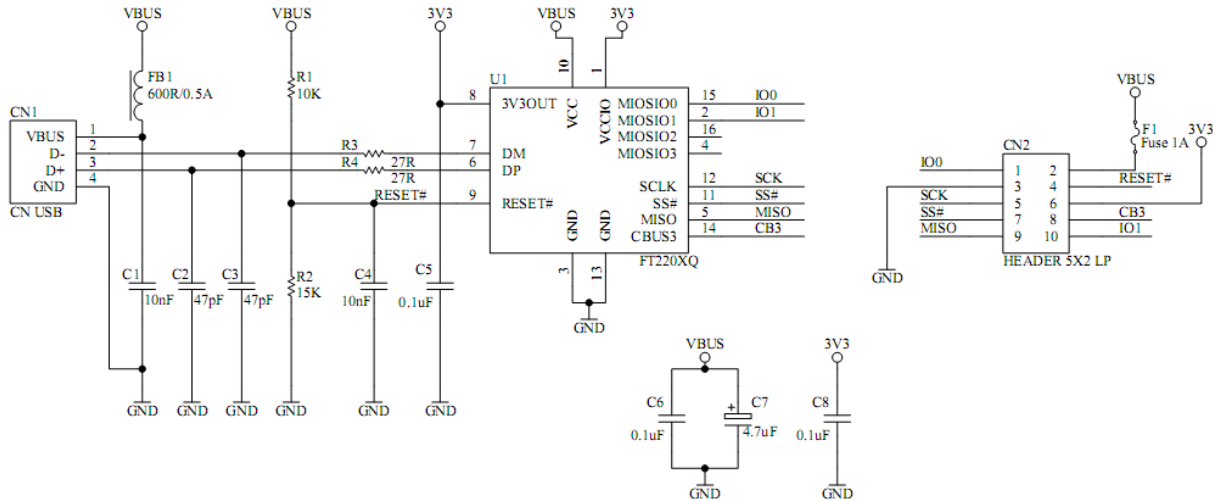 VBUS
VBUS
3V3
VBUS
3V3
FB1
600R/0.5A
R1
10K
U1
10
1
CN1
VBUS
D-
D+
GND
CN USB
1
2
3
4
R3
R4
27R
27R
RESET#
8
7
6
9
3V3OUT
DM
DP
RESET#
VCC
VCCIO
GND
GND
MIOSIO0
MIOSIO1
MIOSIO2
MIOSIO3
SCLK
SS#
MISO
CBUS3
FT220XQ
15
2
16
4
12
11
5
14
IO0
IO1
SCK
SS#
MISO
CB3
3
13
GND
C1
10nF
C2
47pF
C3
47pF
R2
15K
C4
10nF
C5
0.1uF
GND
GND
GND
GND
GND
GND
VBUS
F1
Fuse 1A
3V3
CN2
IO0
SCK
SS#
MISO
1 2
3 4
5 6
7 8
9 10
RESET#
CB3
IO1
HEADER 5X2 LP
GND
VBUS
3V3
C6
0.1uF
+
C7
4.7uF
C8
0.1uF
GND
GND